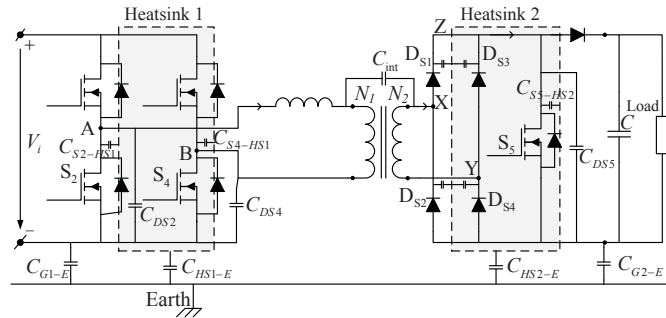 Heatsink 1
Heatsink 2
+
Z
D_S1
D_S3
C_int
C_S5-HS2
N_1
N_2
X
A
C_S2-HS1
V_i
B
C_S4-HS1
S_5
C
Load
C_DS5
S_2
S_4
Y
D_S2
D_S4
C_DS2
C_DS4
−
C_G1−E
C_HS1−E
C_HS2−E
C_G2−E
Earth